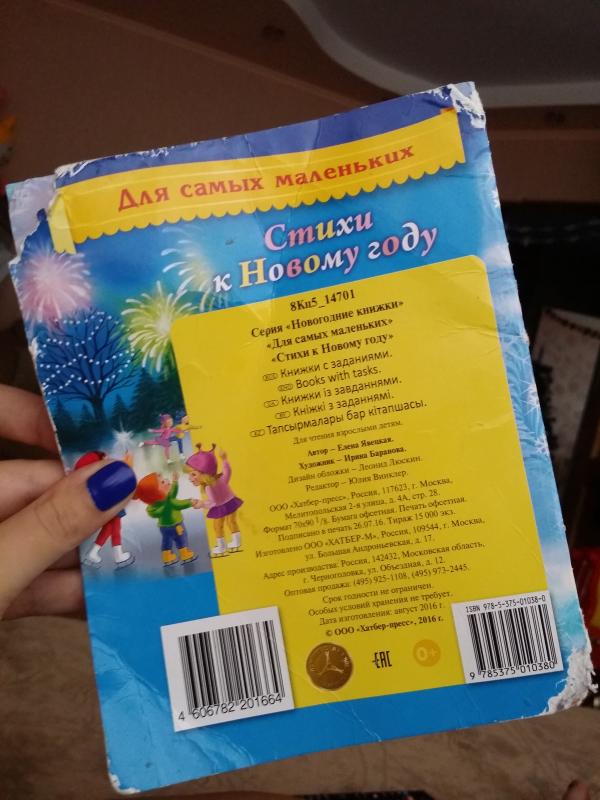 Для самых маленьких
Стихи
к Новому году
8Кц5_14701
Серия «Новогодние книжки»
«Для самых маленьких»
«Стихи к Новому году»
Книжки с заданиями.
Books with tasks.
Книжки із завданнями.
Кніжкі з заданнямі.
Тапсырмалары бар кітапшасы.
Для чтения взрослыми детям.
Автор – Елена Явецкая.
Художник – Ирина Баранова.
Дизайн обложки – Леонид Люскин.
Редактор – Юлия Винклер.
ООО «Хатбер-пресс», Россия, 117623, г. Москва,
Мелитопольская 2-я улица, д. 4А, стр. 28.
Формат 70х90 1/8. Бумага офсетная. Печать офсетная.
Подписано в печать 26.07.16. Тираж 15 000 экз.
Изготовлено ООО «ХАТБЕР-М», Россия, 109544, г. Москва,
ул. Большая Андроньевская, д. 17.
Адрес производства: Россия, 142432, Московская область,
г. Черноголовка, ул. Объездная, д. 12.
Оптовая продажа: (495) 925-1108, (495) 973-2445.
Срок годности не ограничен.
Особых условий хранения не требует.
Дата изготовления: август 2016 г.
© ООО «Хатбер-пресс», 2016 г.
ISBN 978-5-375-01038-0
4 606782 201664
EAC
0+
9 785375 010380